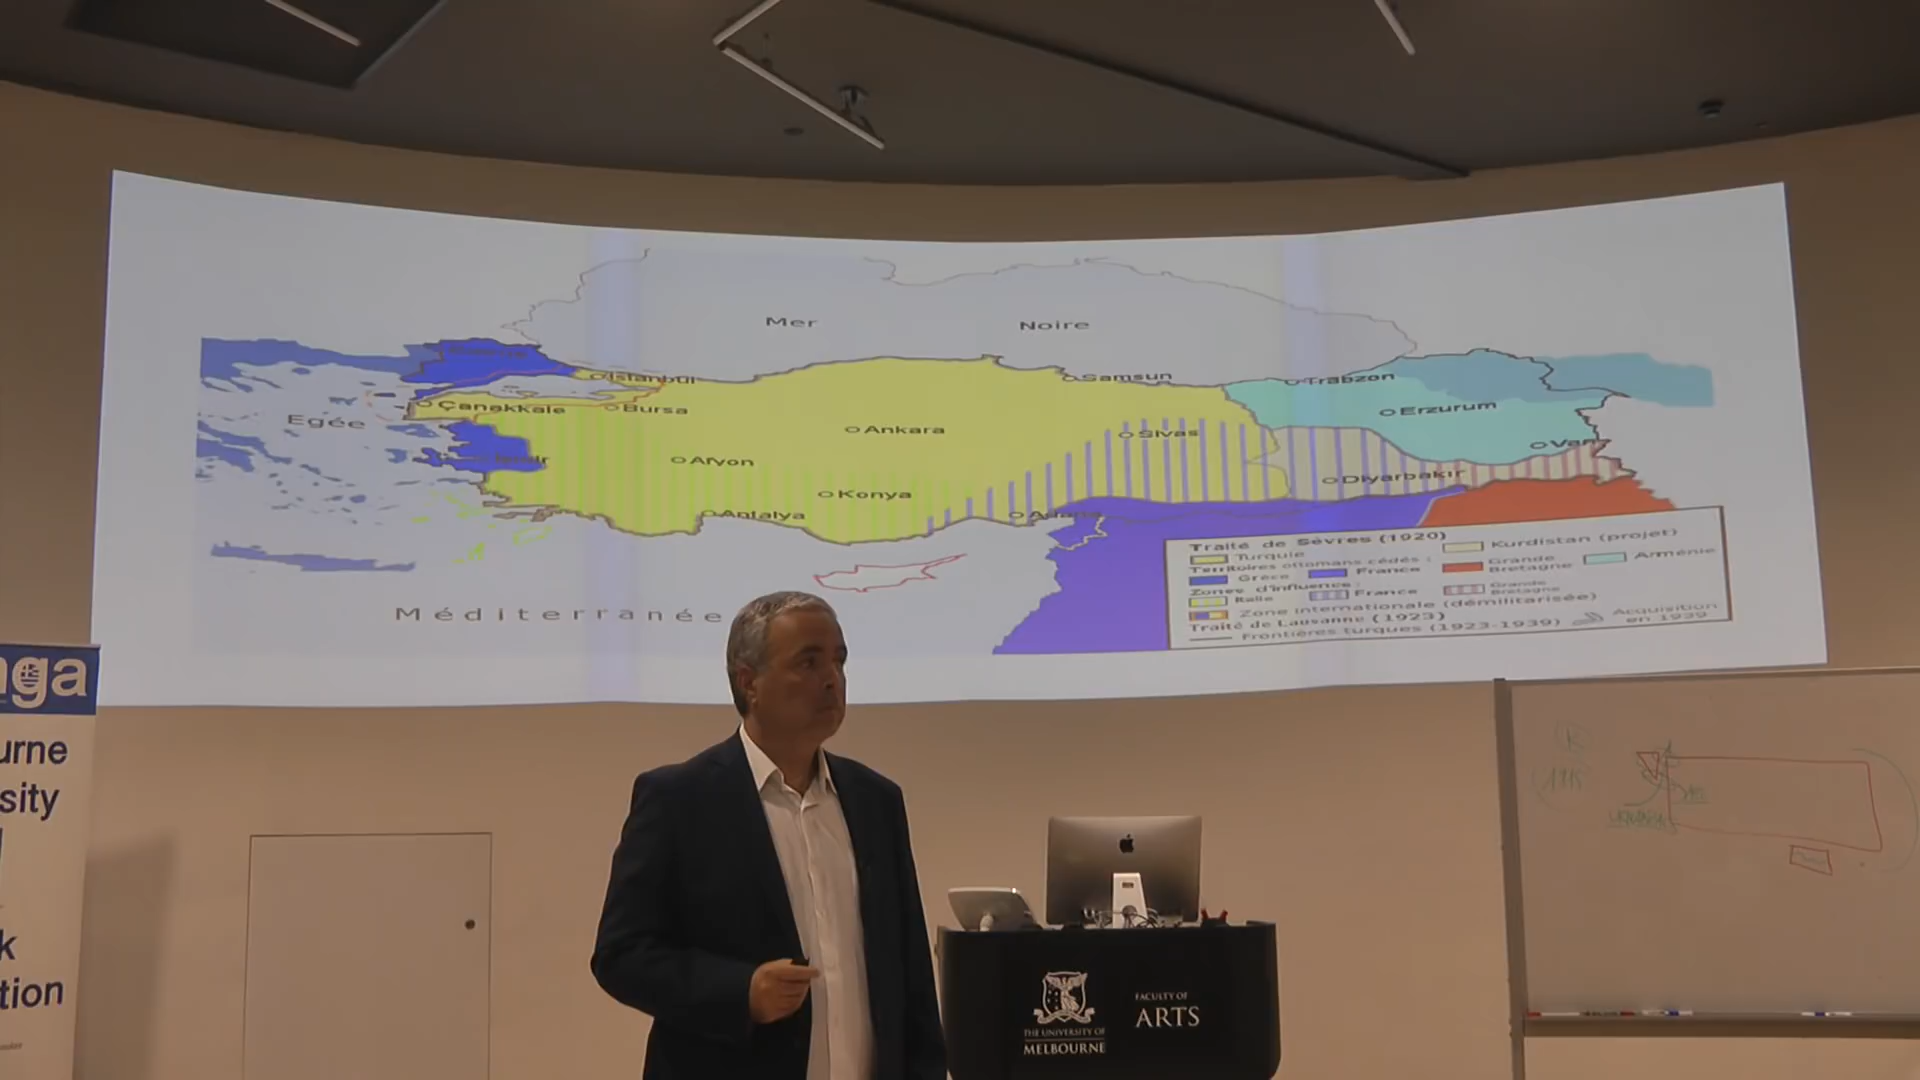 Mer Noire
Istanbul
Samsun
Trabzon
Çanakkale
Bursa
Erzurum
Egée
Ankara
Sivas
Van
Izmir
Afyon
Diyarbakır
Konya
Antalya
Adana
Méditerranée
Traité de Sèvres (1920)
Turquie
Kurdistan (projet)
Territoires ottomans cédés :
Grèce
France
Grande Bretagne
Arménie
Zones d'influence :
Italie
France
Grande Bretagne
Zone internationale (démilitarisée)
Traité de Lausanne (1923)
Frontières turques (1923-1939)
Acquisition en 1939
nga
urne
sity
k
tion
THE UNIVERSITY OF
MELBOURNE
FACULTY OF
ARTS